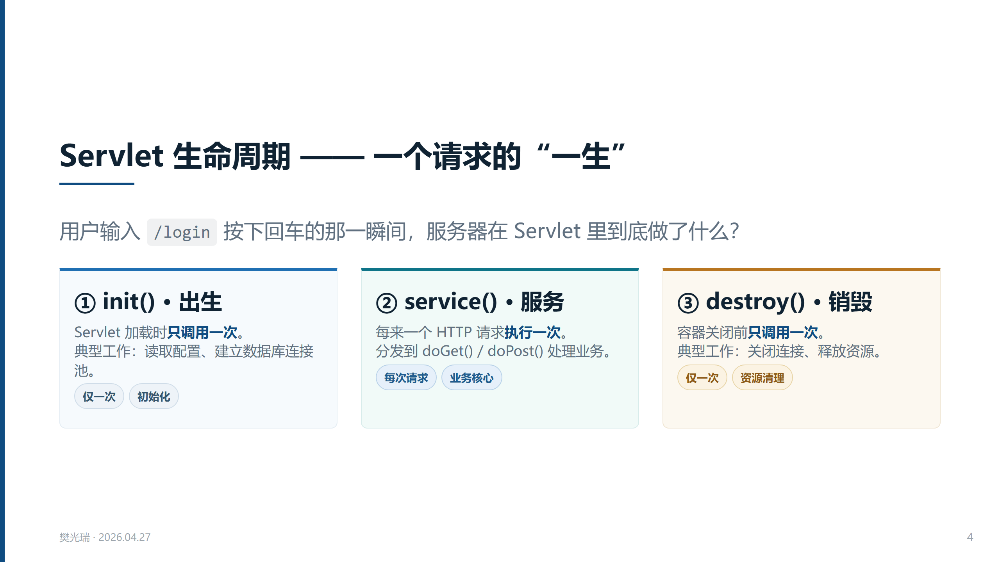 Servlet 生命周期 —— 一个请求的“一生”
用户输入 /login 按下回车的那一瞬间，服务器在 Servlet 里到底做了什么？
① init() · 出生
Servlet 加载时只调用一次。
典型工作：读取配置、建立数据库连接
池。
仅一次 初始化
② service() · 服务
每来一个 HTTP 请求执行一次。
分发到 doGet() / doPost() 处理业务。
每次请求 业务核心
③ destroy() · 销毁
容器关闭前只调用一次。
典型工作：关闭连接、释放资源。
仅一次 资源清理
樊光瑞 · 2026.04.27
4